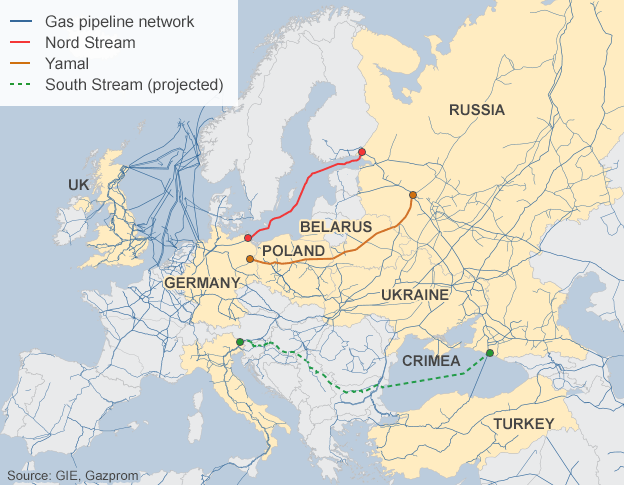 Gas pipeline network
Nord Stream
Yamal
South Stream (projected)
RUSSIA
UK
BELARUS
POLAND
GERMANY
UKRAINE
CRIMEA
TURKEY
Source: GIE, Gazprom